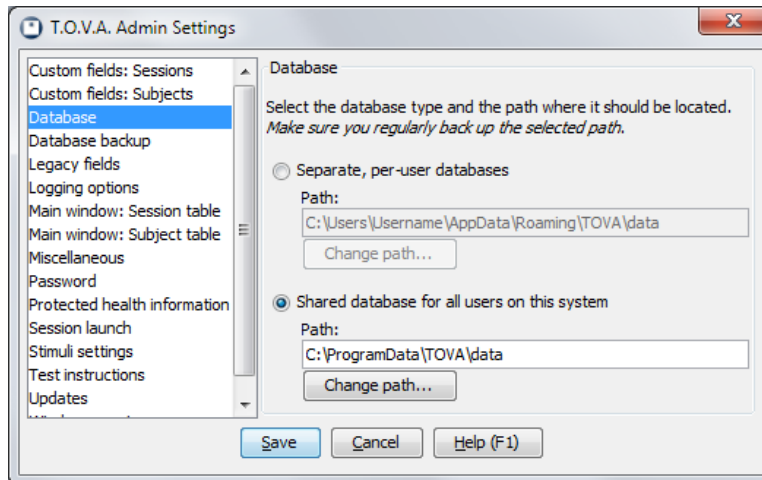 T.O.V.A. Admin Settings
Custom fields: Sessions
Custom fields: Subjects
Database
Database backup
Legacy fields
Logging options
Main window: Session table
Main window: Subject table
Miscellaneous
Password
Protected health information
Session launch
Stimuli settings
Test instructions
Updates
Database
Select the database type and the path where it should be located.
Make sure you regularly back up the selected path.
Separate, per-user databases
Path:
C:\Users\Username\AppData\Roaming\TOVA\data
Change path...
Shared database for all users on this system
Path:
C:\ProgramData\TOVA\data
Change path...
Save
Cancel
Help (F1)